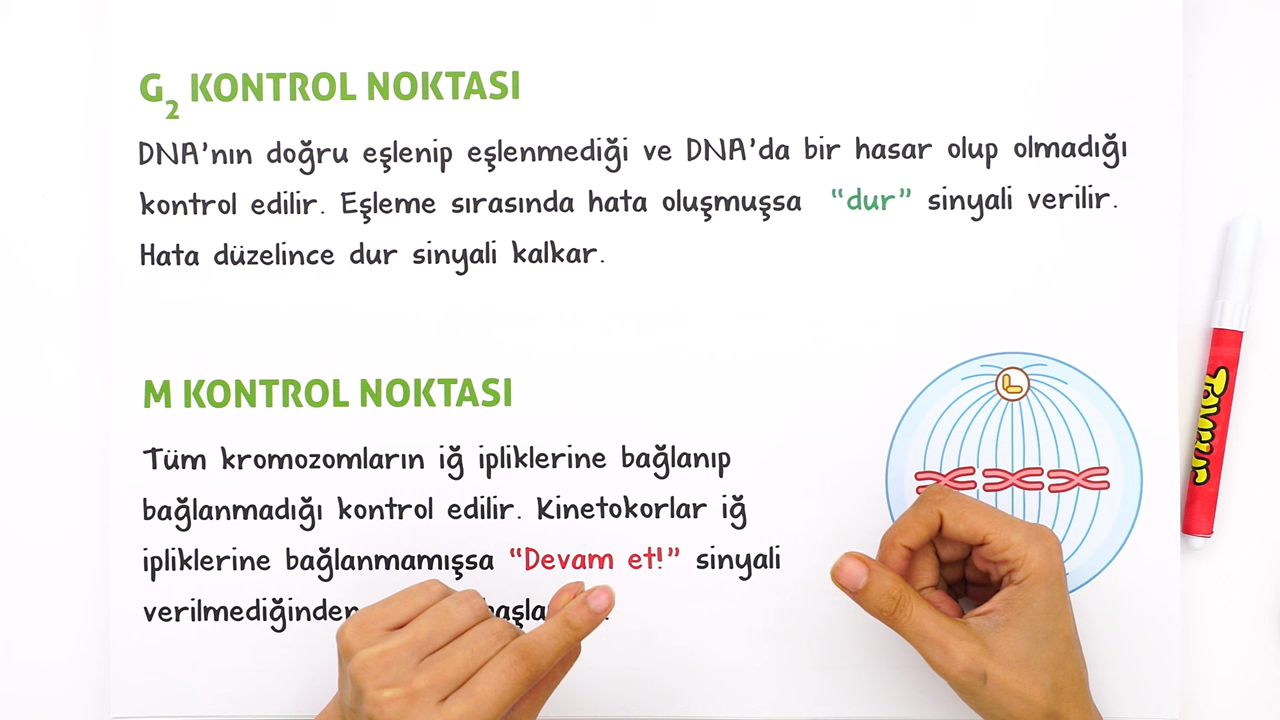 G₂ KONTROL NOKTASI
DNA'nın doğru eşlenip eşlenmediği ve DNA'da bir hasar olup olmadığı
kontrol edilir. Eşleme sırasında hata oluşmuşsa "dur" sinyali verilir.
Hata düzelince dur sinyali kalkar.
M KONTROL NOKTASI
Tüm kromozomların iğ ipliklerine bağlanıp
bağlanmadığı kontrol edilir. Kinetokorlar iğ
ipliklerine bağlanmamışsa "Devam et!" sinyali
verilmediğinden